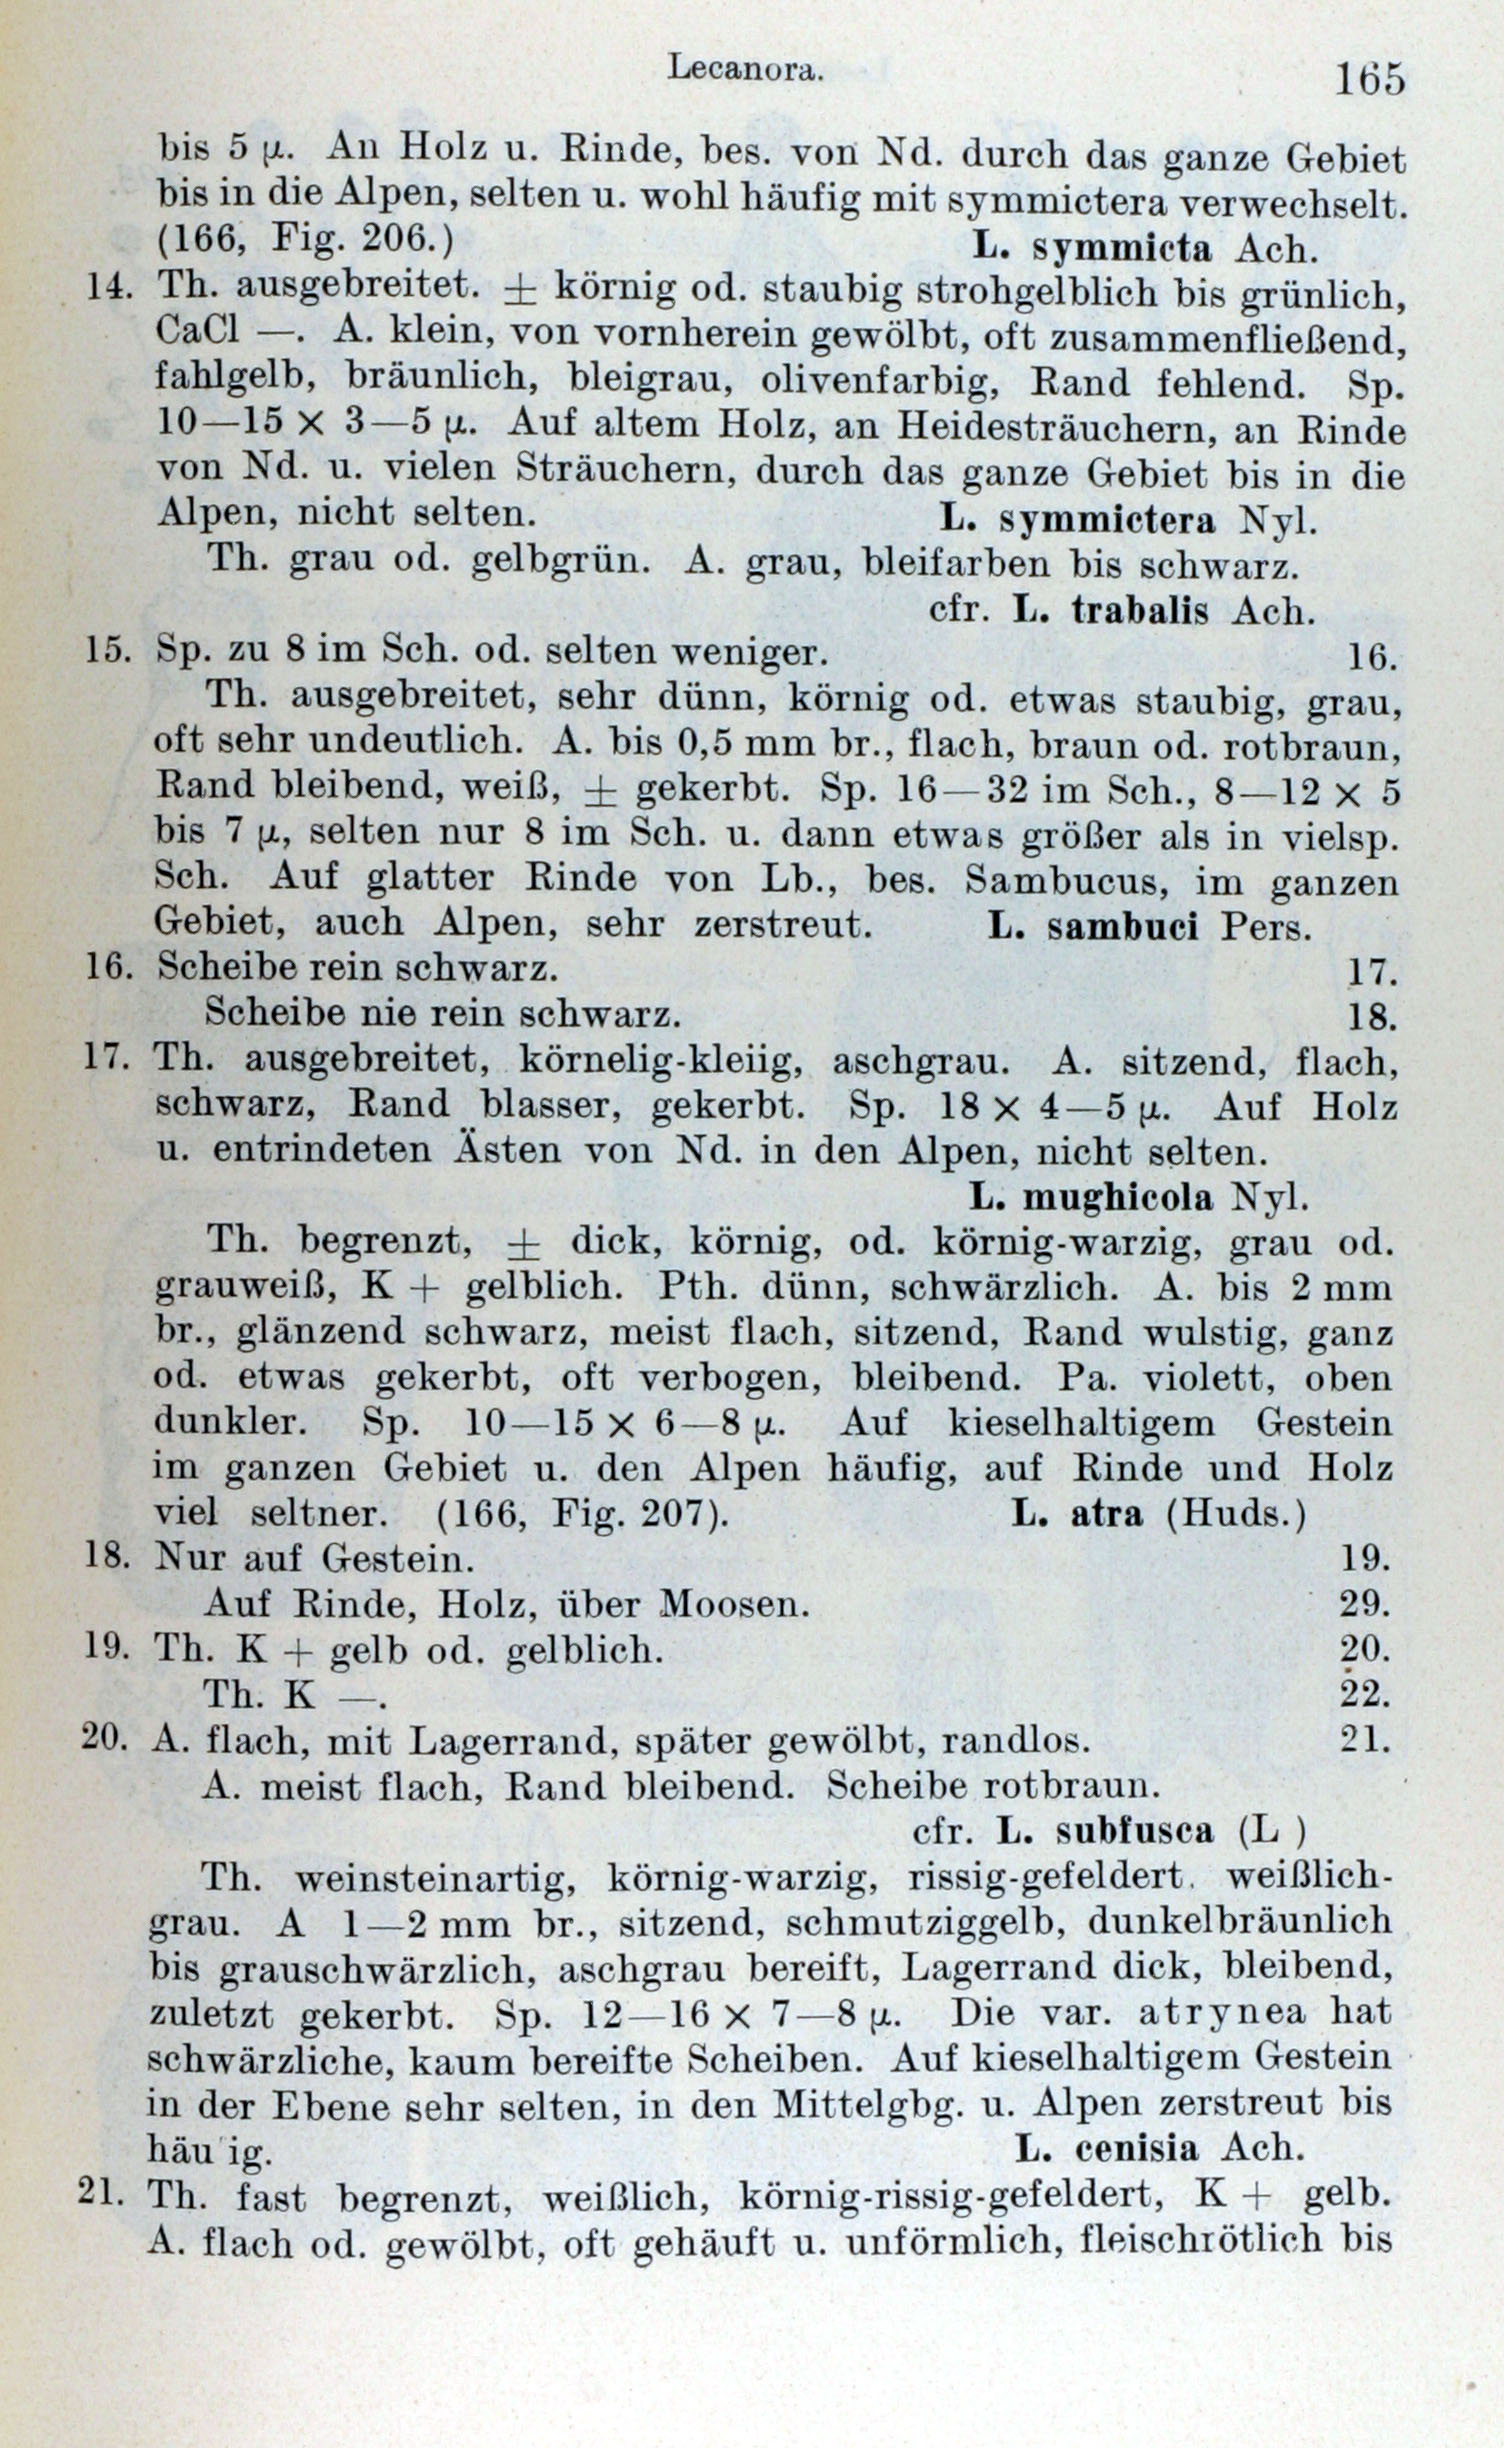 Lecanora.
165
bis 5 µ. An Holz u. Rinde, bes. von Nd. durch das ganze Gebiet
bis in die Alpen, selten u. wohl häufig mit symmictera verwechselt.
(166, Fig. 206.) L. symmicta Ach.
14. Th. ausgebreitet. ± körnig od. staubig strohgelblich bis grünlich,
CaCl —. A. klein, von vornherein gewölbt, oft zusammenfließend,
fahlgelb, bräunlich, bleigrau, olivenfarbig, Rand fehlend. Sp.
10—15 × 3—5 µ. Auf altem Holz, an Heidesträuchern, an Rinde
von Nd. u. vielen Sträuchern, durch das ganze Gebiet bis in die
Alpen, nicht selten. L. symmictera Nyl.
Th. grau od. gelbgrün. A. grau, bleifarben bis schwarz.
cfr. L. trabalis Ach.
15. Sp. zu 8 im Sch. od. selten weniger. 16.
Th. ausgebreitet, sehr dünn, körnig od. etwas staubig, grau,
oft sehr undeutlich. A. bis 0,5 mm br., flach, braun od. rotbraun,
Rand bleibend, weiß, ± gekerbt. Sp. 16—32 im Sch., 8—12 × 5
bis 7 µ, selten nur 8 im Sch. u. dann etwas größer als in vielsp.
Sch. Auf glatter Rinde von Lb., bes. Sambucus, im ganzen
Gebiet, auch Alpen, sehr zerstreut. L. sambuci Pers.
16. Scheibe rein schwarz. 17.
Scheibe nie rein schwarz. 18.
17. Th. ausgebreitet, körnelig-kleiig, aschgrau. A. sitzend, flach,
schwarz, Rand blasser, gekerbt. Sp. 18 × 4—5 µ. Auf Holz
u. entrindeten Ästen von Nd. in den Alpen, nicht selten.
L. mughicola Nyl.
Th. begrenzt, ± dick, körnig, od. körnig-warzig, grau od.
grauweiß, K + gelblich. Pth. dünn, schwärzlich. A. bis 2 mm
br., glänzend schwarz, meist flach, sitzend, Rand wulstig, ganz
od. etwas gekerbt, oft verbogen, bleibend. Pa. violett, oben
dunkler. Sp. 10—15 × 6—8 µ. Auf kieselhaltigem Gestein
im ganzen Gebiet u. den Alpen häufig, auf Rinde und Holz
viel seltner. (166, Fig. 207). L. atra (Huds.)
18. Nur auf Gestein. 19.
Auf Rinde, Holz, über Moosen. 29.
19. Th. K + gelb od. gelblich. 20.
Th. K —. 22.
20. A. flach, mit Lagerrand, später gewölbt, randlos. 21.
A. meist flach, Rand bleibend. Scheibe rotbraun.
cfr. L. subfusca (L )
Th. weinsteinartig, körnig-warzig, rissig-gefeldert. weißlich-
grau. A 1—2 mm br., sitzend, schmutziggelb, dunkelbräunlich
bis grauschwärzlich, aschgrau bereift, Lagerrand dick, bleibend,
zuletzt gekerbt. Sp. 12—16 × 7—8 µ. Die var. atrynea hat
schwärzliche, kaum bereifte Scheiben. Auf kieselhaltigem Gestein
in der Ebene sehr selten, in den Mittelgbg. u. Alpen zerstreut bis
häu ig. L. cenisia Ach.
21. Th. fast begrenzt, weißlich, körnig-rissig-gefeldert, K + gelb.
A. flach od. gewölbt, oft gehäuft u. unförmlich, fleischrötlich bis